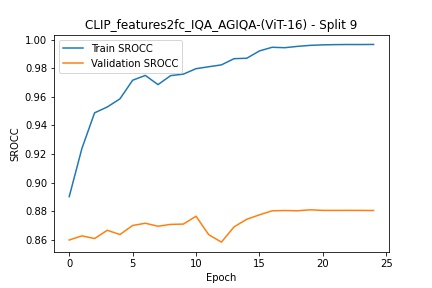 CLIP_features2fc_IQA_AGIQA-(ViT-16) - Split 9
Train SROCC
Validation SROCC
1.00
0.98
0.96
0.94
0.92
0.90
0.88
0.86
SROCC
0
5
10
15
20
25
Epoch